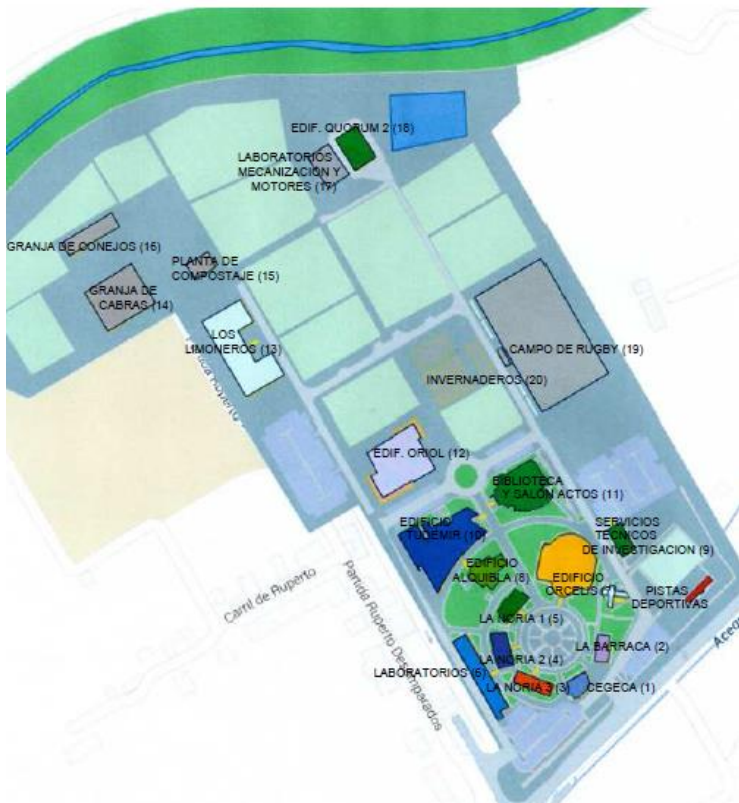 EDIF. QUORUM 2 (18)
LABORATORIOS
MECANIZACION Y
MOTORES (17)
GRANJA DE CONEJOS (16)
PLANTA DE
COMPOSTAJE (15)
GRANJA DE
CABRAS (14)
LOS
LIMONEROS (13)
CAMPO DE RUGBY (19)
INVERNADEROS (20)
EDIF. ORIOL (12)
BIBLIOTECA
Y SALÓN ACTOS (11)
EDIFICIO
TUDEMIR (10)
SERVICIOS
TECNICOS
DE INVESTIGACION (9)
EDIFICIO
ALQUIBLA (8)
EDIFICIO
ORCELIS
PISTAS
DEPORTIVAS
LA NORIA 1 (5)
LA BARRACA (2)
LA NORIA 2 (4)
LABORATORIOS (6)
LA NORIA 3 (3)
CEGECA (1)
Carril de Ruperto
Partida Ruperto Desamparados